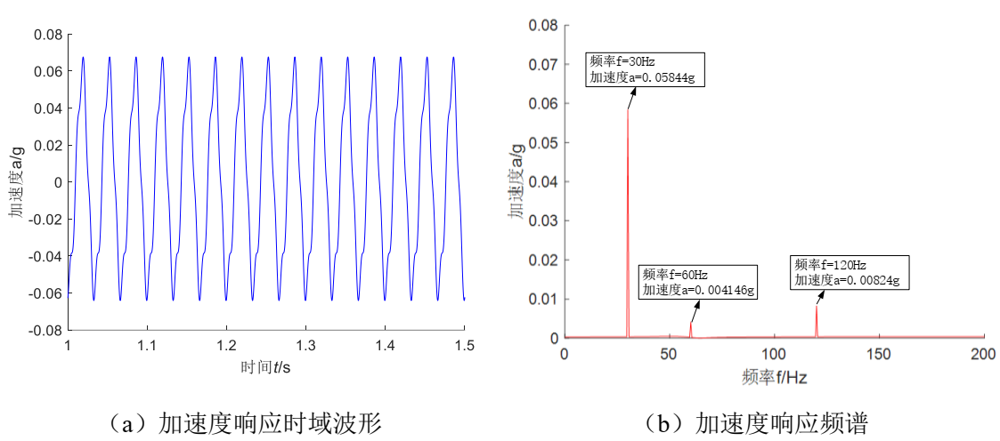 0.08
0.06
0.04
0.02
0
-0.02
-0.04
-0.06
-0.08
加速度a/g
1
1.1
1.2
1.3
1.4
1.5
时间t/s
(a)加速度响应时域波形
0.08
0.07
0.06
0.05
0.04
0.03
0.02
0.01
0
加速度a/g
频率f=30Hz
加速度a=0.05844g
频率f=60Hz
加速度a=0.004146g
频率f=120Hz
加速度a=0.00824g
0
50
100
150
200
频率f/Hz
(b)加速度响应频谱